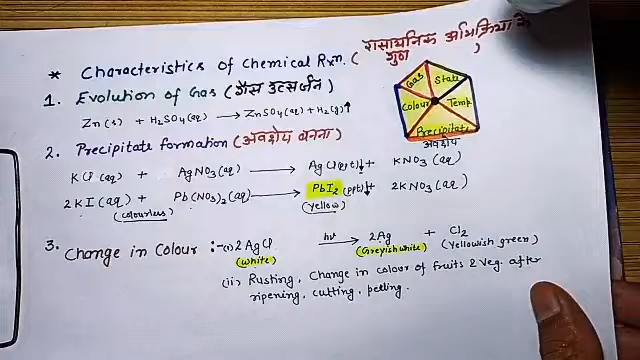 * Characteristics of Chemical Rxn. (रासायनिक अभिक्रिया के
गुण )
1. Evolution of Gas (गैस उत्सर्जन)
Zn(s) + H₂SO₄(aq) → ZnSO₄(aq) + H₂(g)↑
Gas
State
Colour
Temp
Precipitate
अवक्षेप
2. Precipitate formation (अवक्षेप बनना)
KCl(aq) + AgNO₃(aq) → AgCl(ppt)↓ + KNO₃(aq)
2KI(aq) + Pb(NO₃)₂(aq) → PbI₂(ppt)↓ + 2KNO₃(aq)
(colourless) (yellow)
3. Change in Colour :- (i) 2AgCl hν→ 2Ag + Cl₂
(white) (Greyish white) (Yellowish green)
(ii) Rusting, Change in colour of fruits & Veg. after
ripening, cutting, peeling.